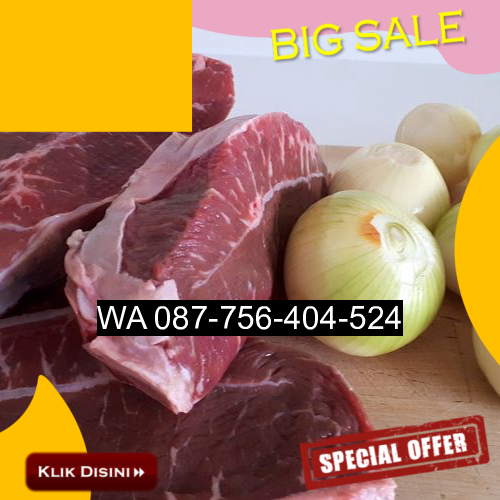 BIG SALE
WA 087-756-404-524
KLIK DISINI
SPECIAL OFFER